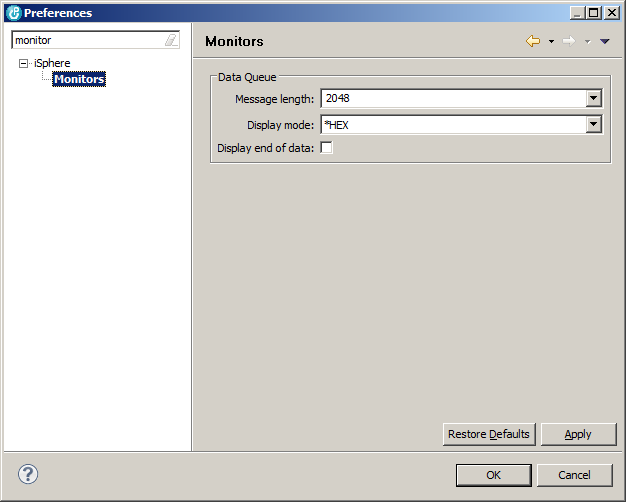 Preferences
monitor
Monitors
iSphere
Monitors
Data Queue
Message length: 2048
Display mode: *HEX
Display end of data:
Restore Defaults Apply
? OK Cancel